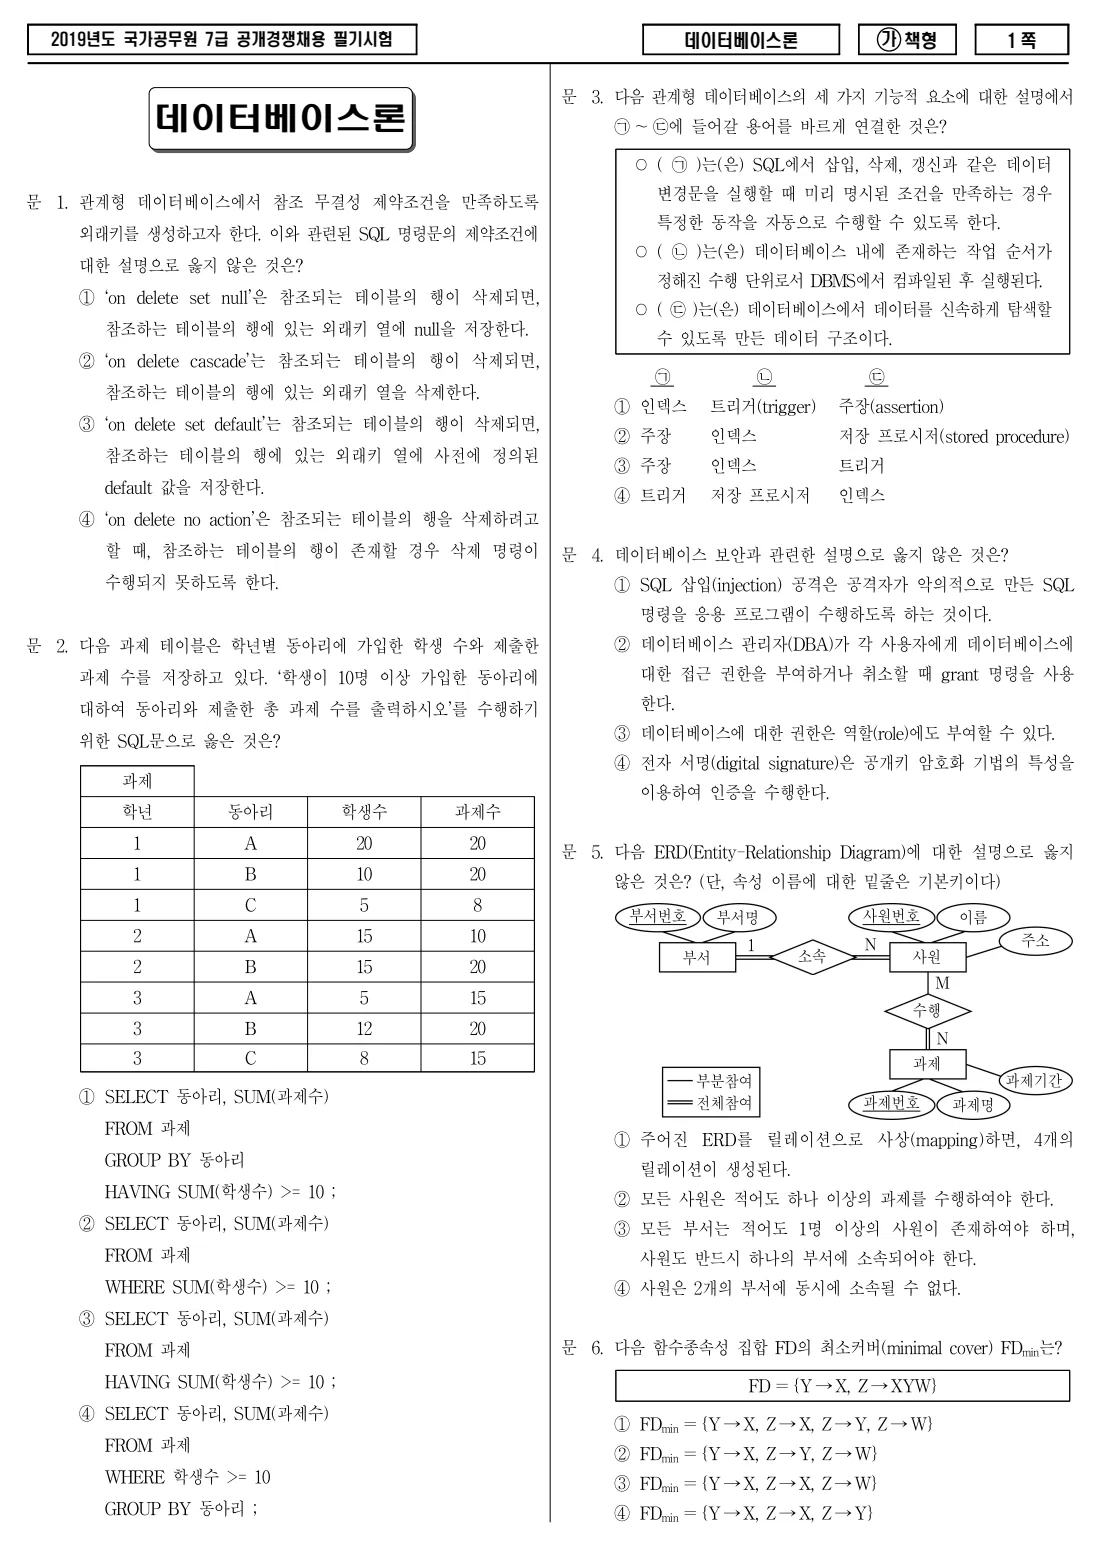 2019년도 국가공무원 7급 공개경쟁채용 필기시험
데이터베이스론
㉮ 책형
1 쪽
데이터베이스론
문 1. 관계형 데이터베이스에서 참조 무결성 제약조건을 만족하도록
외래키를 생성하고자 한다. 이와 관련된 SQL 명령문의 제약조건에
대한 설명으로 옳지 않은 것은?
① ‘on delete set null’은 참조되는 테이블의 행이 삭제되면,
참조하는 테이블의 행에 있는 외래키 열에 null을 저장한다.
② ‘on delete cascade’는 참조되는 테이블의 행이 삭제되면,
참조하는 테이블의 행에 있는 외래키 열을 삭제한다.
③ ‘on delete set default’는 참조되는 테이블의 행이 삭제되면,
참조하는 테이블의 행에 있는 외래키 열에 사전에 정의된
default 값을 저장한다.
④ ‘on delete no action’은 참조되는 테이블의 행을 삭제하려고
할 때, 참조하는 테이블의 행이 존재할 경우 삭제 명령이
수행되지 못하도록 한다.
문 2. 다음 과제 테이블은 학년별 동아리에 가입한 학생 수와 제출한
과제 수를 저장하고 있다. ‘학생이 10명 이상 가입한 동아리에
대하여 동아리와 제출한 총 과제 수를 출력하시오’를 수행하기
위한 SQL문으로 옳은 것은?
과제
학년 동아리 학생수 과제수
1 A 20 20
1 B 10 20
1 C 5 8
2 A 15 10
2 B 15 20
3 A 5 15
3 B 12 20
3 C 8 15
① SELECT 동아리, SUM(과제수)
FROM 과제
GROUP BY 동아리
HAVING SUM(학생수) >= 10 ;
② SELECT 동아리, SUM(과제수)
FROM 과제
WHERE SUM(학생수) >= 10 ;
③ SELECT 동아리, SUM(과제수)
FROM 과제
HAVING SUM(학생수) >= 10 ;
④ SELECT 동아리, SUM(과제수)
FROM 과제
WHERE 학생수 >= 10
GROUP BY 동아리 ;
문 3. 다음 관계형 데이터베이스의 세 가지 기능적 요소에 대한 설명에서
㉠ ~ ㉢에 들어갈 용어를 바르게 연결한 것은?
○ ( ㉠ )는(은) SQL에서 삽입, 삭제, 갱신과 같은 데이터
변경문을 실행할 때 미리 명시된 조건을 만족하는 경우
특정한 동작을 자동으로 수행할 수 있도록 한다.
○ ( ㉡ )는(은) 데이터베이스 내에 존재하는 작업 순서가
정해진 수행 단위로서 DBMS에서 컴파일된 후 실행된다.
○ ( ㉢ )는(은) 데이터베이스에서 데이터를 신속하게 탐색할
수 있도록 만든 데이터 구조이다.
㉠ ㉡ ㉢
① 인덱스 트리거(trigger) 주장(assertion)
② 주장 인덱스 저장 프로시저(stored procedure)
③ 주장 인덱스 트리거
④ 트리거 저장 프로시저 인덱스
문 4. 데이터베이스 보안과 관련한 설명으로 옳지 않은 것은?
① SQL 삽입(injection) 공격은 공격자가 악의적으로 만든 SQL
명령을 응용 프로그램이 수행하도록 하는 것이다.
② 데이터베이스 관리자(DBA)가 각 사용자에게 데이터베이스에
대한 접근 권한을 부여하거나 취소할 때 grant 명령을 사용
한다.
③ 데이터베이스에 대한 권한은 역할(role)에도 부여할 수 있다.
④ 전자 서명(digital signature)은 공개키 암호화 기법의 특성을
이용하여 인증을 수행한다.
문 5. 다음 ERD(Entity-Relationship Diagram)에 대한 설명으로 옳지
않은 것은? (단, 속성 이름에 대한 밑줄은 기본키이다)
부서번호 부서명 사원번호 이름
주소
부서 1 소속 N 사원
M
수행
N
과제
부분참여
전체참여
과제기간
과제번호 과제명
① 주어진 ERD를 릴레이션으로 사상(mapping)하면, 4개의
릴레이션이 생성된다.
② 모든 사원은 적어도 하나 이상의 과제를 수행하여야 한다.
③ 모든 부서는 적어도 1명 이상의 사원이 존재하여야 하며,
사원도 반드시 하나의 부서에 소속되어야 한다.
④ 사원은 2개의 부서에 동시에 소속될 수 없다.
문 6. 다음 함수종속성 집합 FD의 최소커버(minimal cover) FDmin는?
FD = {Y→X, Z→XYW}
① FDmin = {Y→X, Z→X, Z→Y, Z→W}
② FDmin = {Y→X, Z→Y, Z→W}
③ FDmin = {Y→X, Z→X, Z→W}
④ FDmin = {Y→X, Z→X, Z→Y}